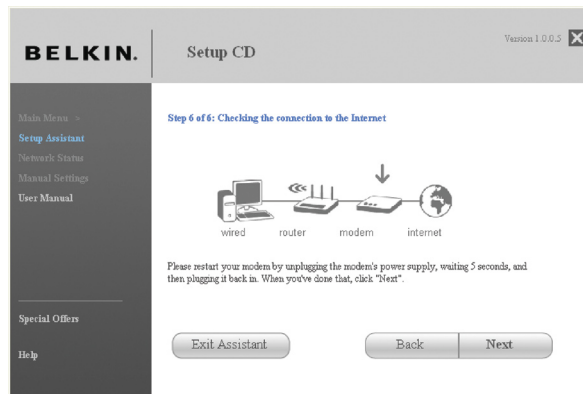 BELKIN.
Setup CD
Version 1.0.0.5
Main Menu >
Setup Assistant
Network Status
Manual Settings
User Manual
Special Offers
Help
Step 6 of 6: Checking the connection to the Internet
wired router modem internet
Please restart your modem by unplugging the modem's power supply, waiting 5 seconds, and
then plugging it back in. When you've done that, click "Next".
Exit Assistant
Back
Next